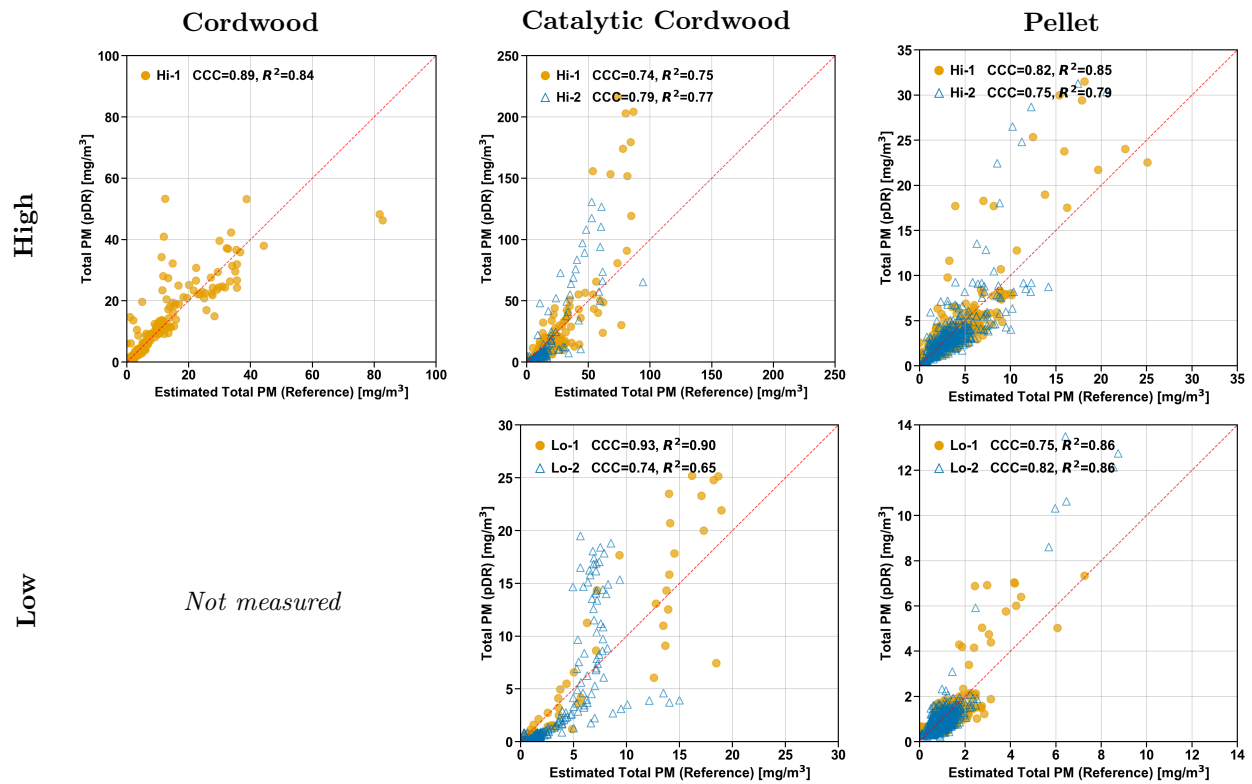 Cordwood
Catalytic Cordwood
Pellet
High
Total PM (pDR) [mg/m³]
100
80
60
40
20
0
Hi-1 CCC=0.89, R²=0.84
0 20 40 60 80 100
Estimated Total PM (Reference) [mg/m³]
Total PM (pDR) [mg/m³]
250
200
150
100
50
0
Hi-1 CCC=0.74, R²=0.75
Hi-2 CCC=0.79, R²=0.77
0 50 100 150 200 250
Estimated Total PM (Reference) [mg/m³]
Total PM (pDR) [mg/m³]
35
30
25
20
15
10
5
0
Hi-1 CCC=0.82, R²=0.85
Hi-2 CCC=0.75, R²=0.79
0 5 10 15 20 25 30 35
Estimated Total PM (Reference) [mg/m³]
Low
Not measured
Total PM (pDR) [mg/m³]
30
25
20
15
10
5
0
Lo-1 CCC=0.93, R²=0.90
Lo-2 CCC=0.74, R²=0.65
0 5 10 15 20 25 30
Estimated Total PM (Reference) [mg/m³]
Total PM (pDR) [mg/m³]
14
12
10
8
6
4
2
0
Lo-1 CCC=0.75, R²=0.86
Lo-2 CCC=0.82, R²=0.86
0 2 4 6 8 10 12 14
Estimated Total PM (Reference) [mg/m³]